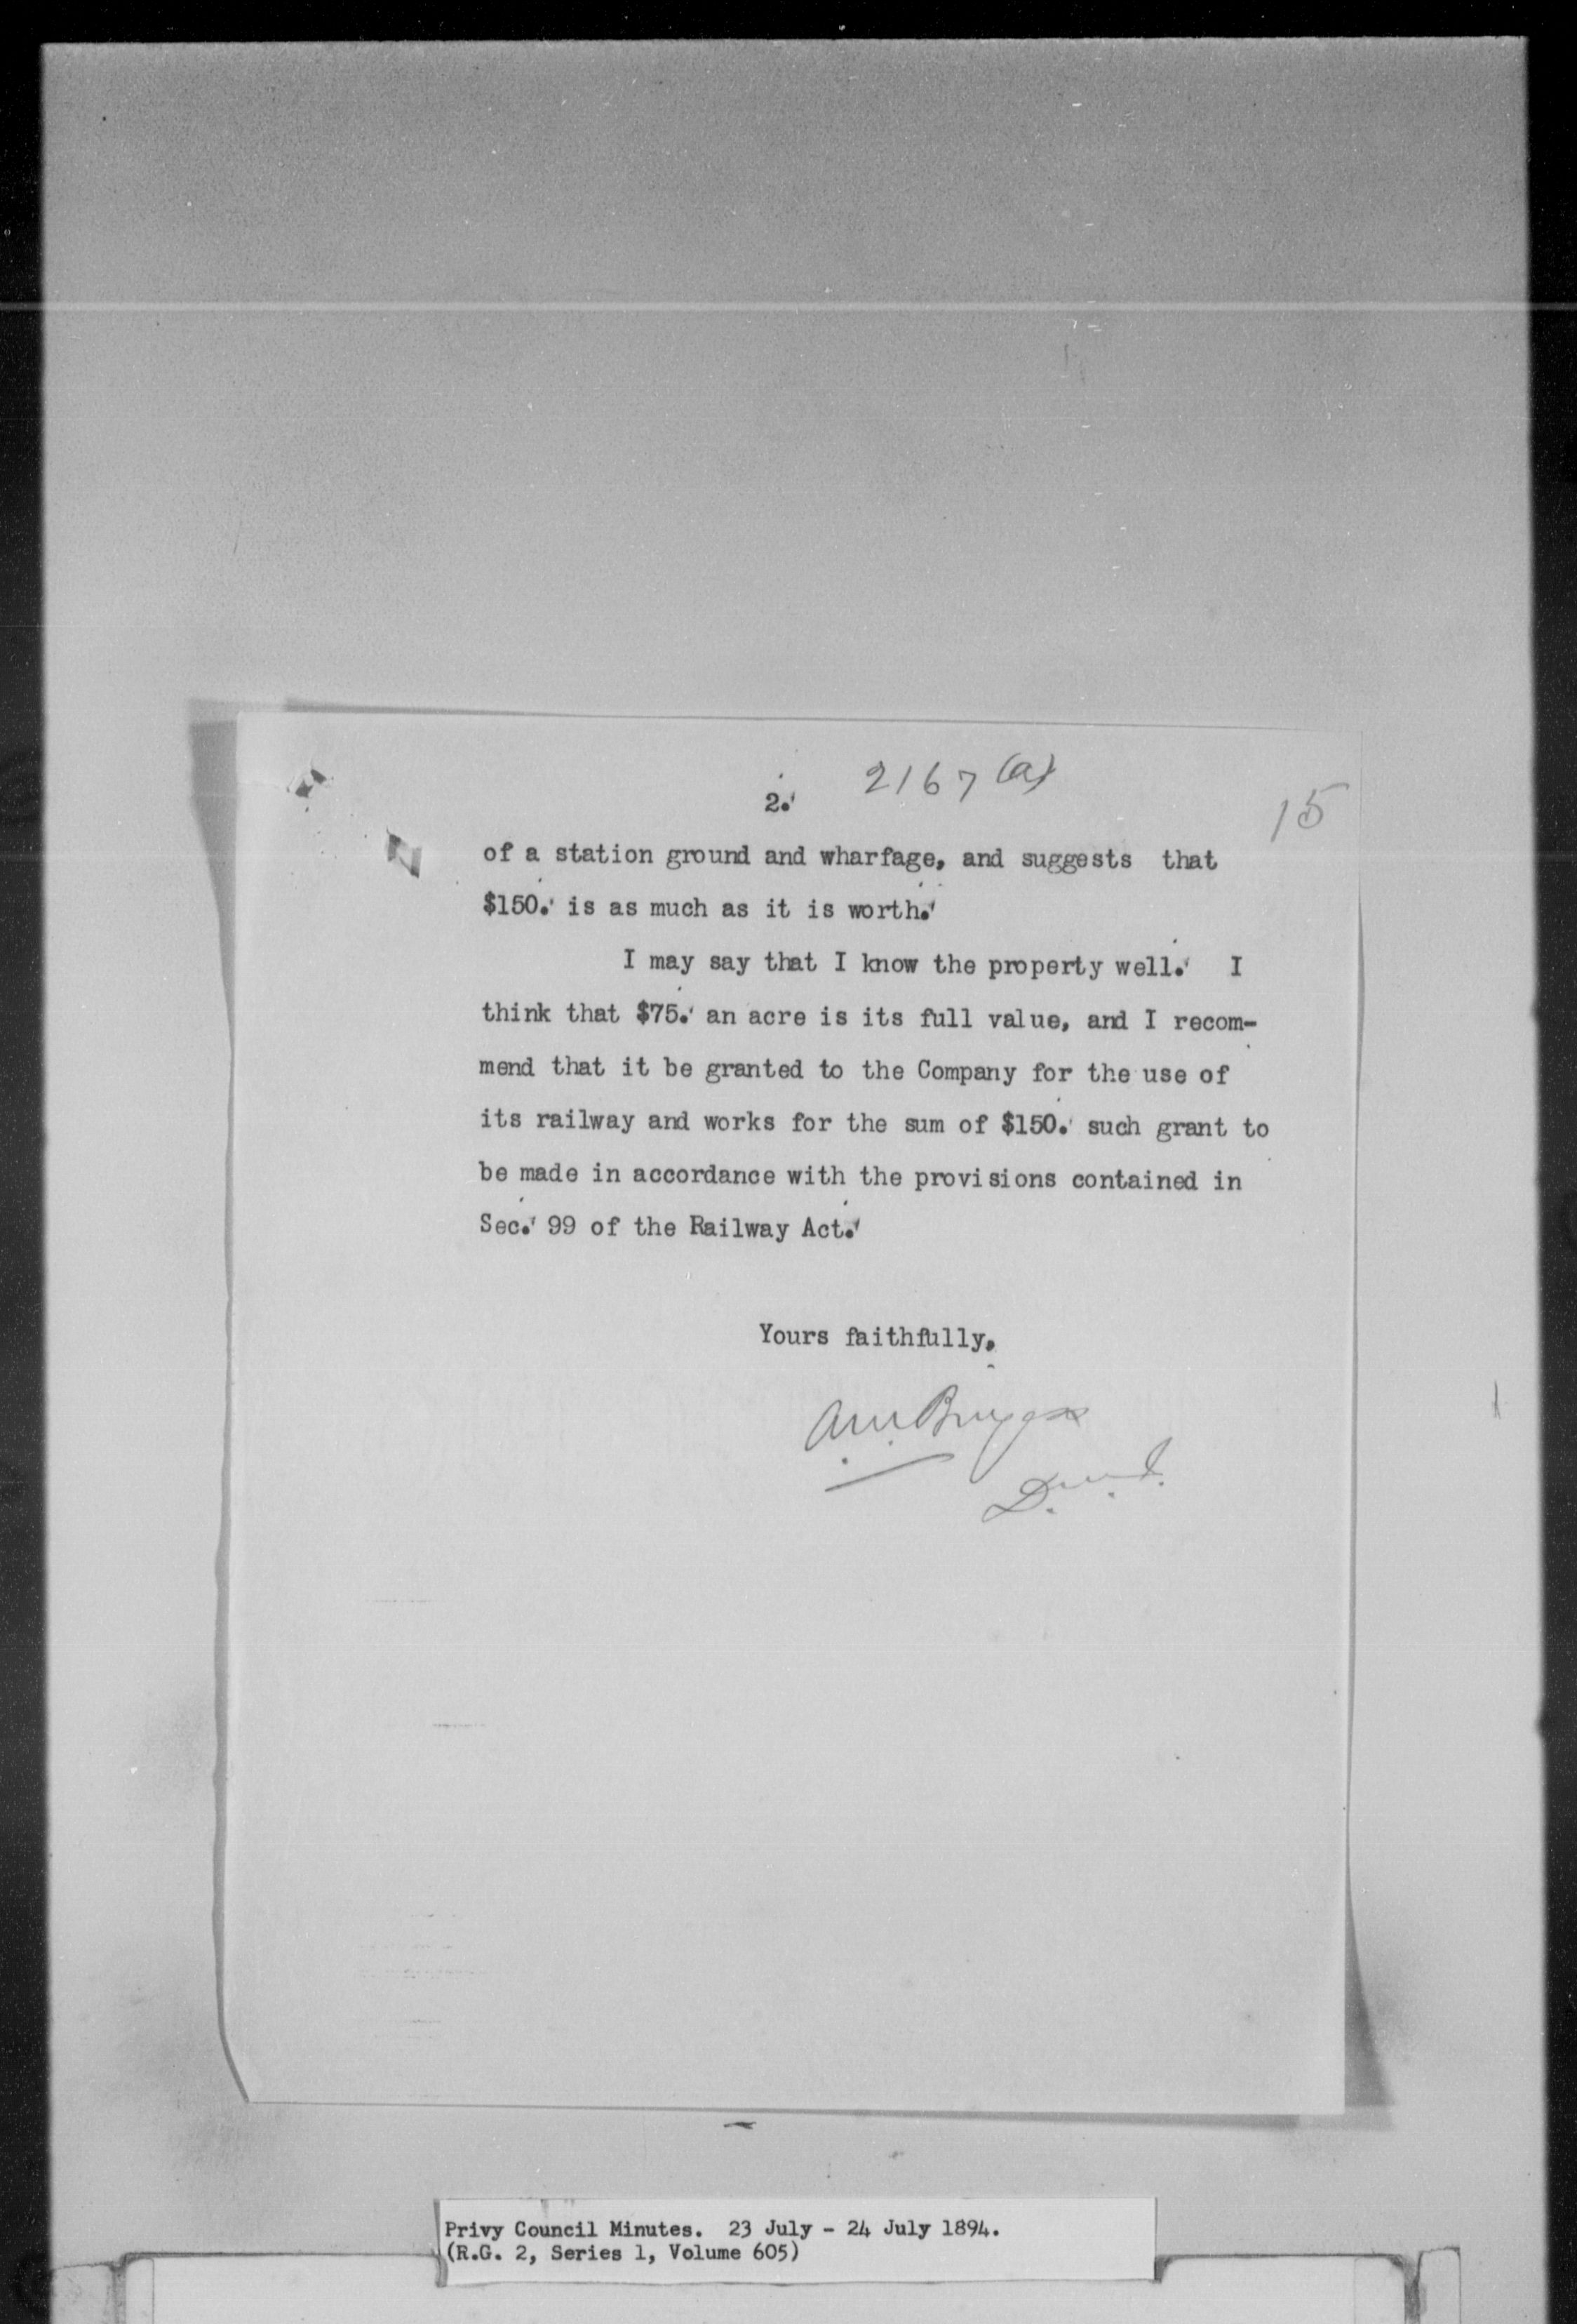 2167 (a)
2.
15
of a station ground and wharfage, and suggests that
$150. is as much as it is worth.
I may say that I know the property well. I
think that $75. an acre is its full value, and I recom-
mend that it be granted to the Company for the use of
its railway and works for the sum of $150. such grant to
be made in accordance with the provisions contained in
Sec. 99 of the Railway Act.
Yours faithfully,
Privy Council Minutes. 23 July - 24 July 1894.
(R.G. 2, Series 1, Volume 605)